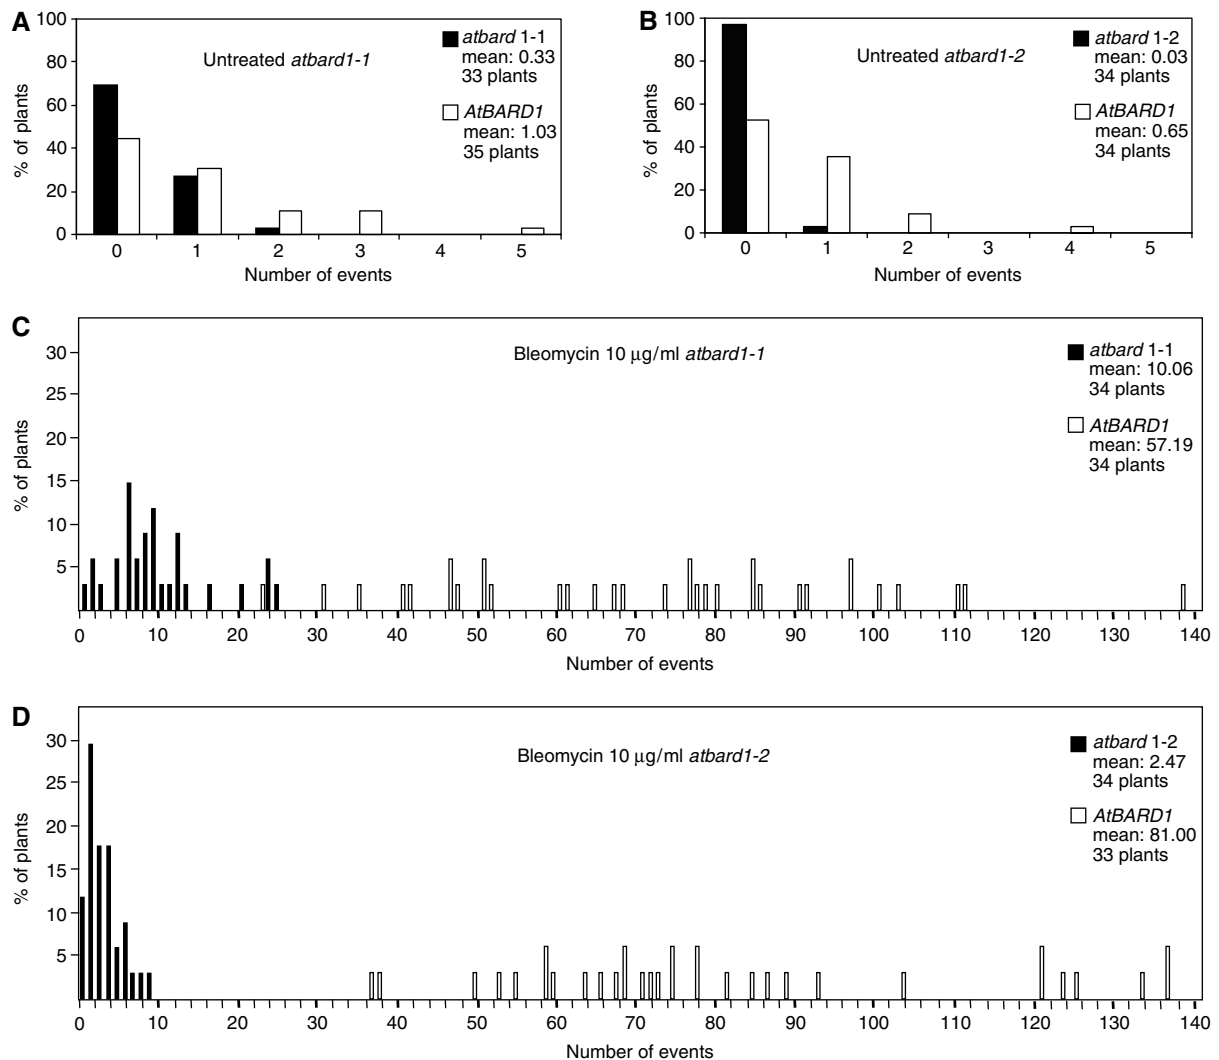 A
100
80
60
40
20
0
% of plants
Untreated atbard1-1
atbard 1-1
mean: 0.33
33 plants
AtBARD1
mean: 1.03
35 plants
0 1 2 3 4 5
Number of events
B
100
80
60
40
20
0
% of plants
Untreated atbard1-2
atbard 1-2
mean: 0.03
34 plants
AtBARD1
mean: 0.65
34 plants
0 1 2 3 4 5
Number of events
C
30
25
20
15
10
5
% of plants
Bleomycin 10 μg/ml atbard1-1
atbard 1-1
mean: 10.06
34 plants
AtBARD1
mean: 57.19
34 plants
0 10 20 30 40 50 60 70 80 90 100 110 120 130 140
Number of events
D
30
25
20
15
10
5
% of plants
Bleomycin 10 μg/ml atbard1-2
atbard 1-2
mean: 2.47
34 plants
AtBARD1
mean: 81.00
33 plants
0 10 20 30 40 50 60 70 80 90 100 110 120 130 140
Number of events